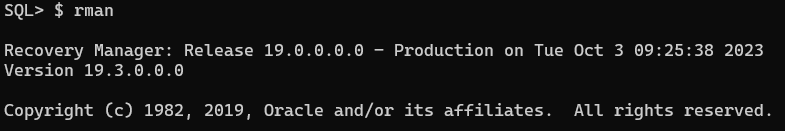 SQL> $ rman
Recovery Manager: Release 19.0.0.0.0 - Production on Tue Oct 3 09:25:38 2023
Version 19.3.0.0.0
Copyright (c) 1982, 2019, Oracle and/or its affiliates.  All rights reserved.